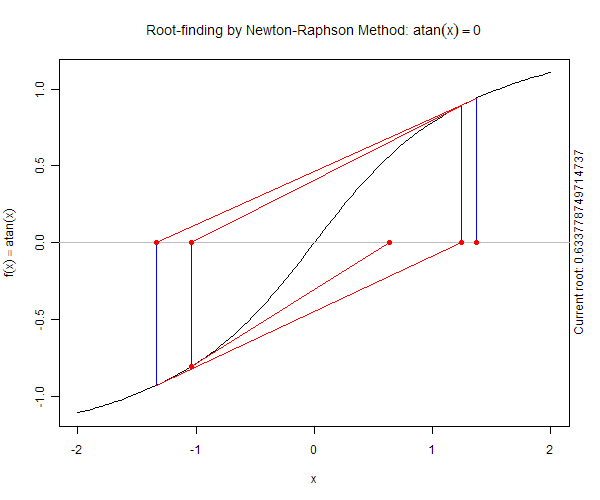 Root-finding by Newton-Raphson Method: atan(x) = 0
f(x) = atan(x)
1.0
0.5
0.0
-0.5
-1.0
-2
-1
0
1
2
x
Current root: 0.633778749714737